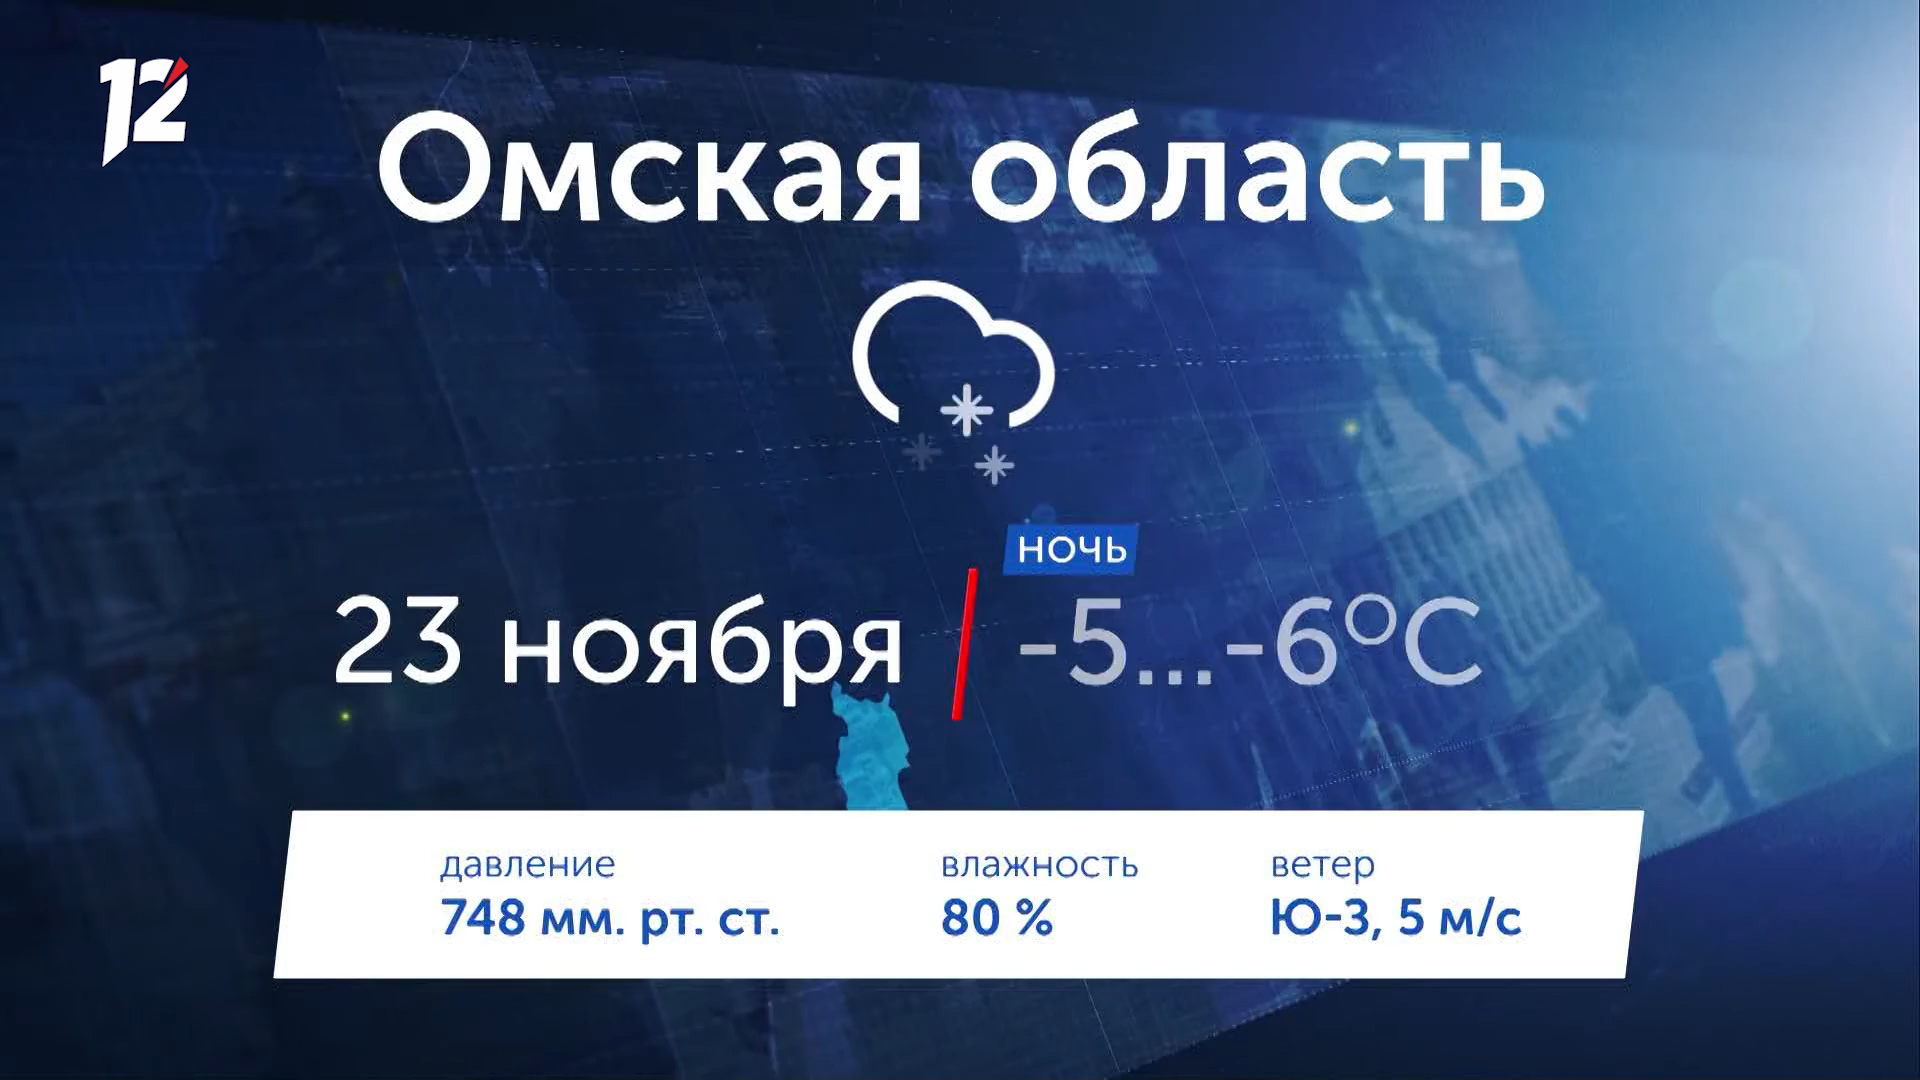 12
Омская область
ночь
23 ноября / -5...-6°C
давление влажность ветер
748 мм. рт. ст. 80 % Ю-З, 5 м/с